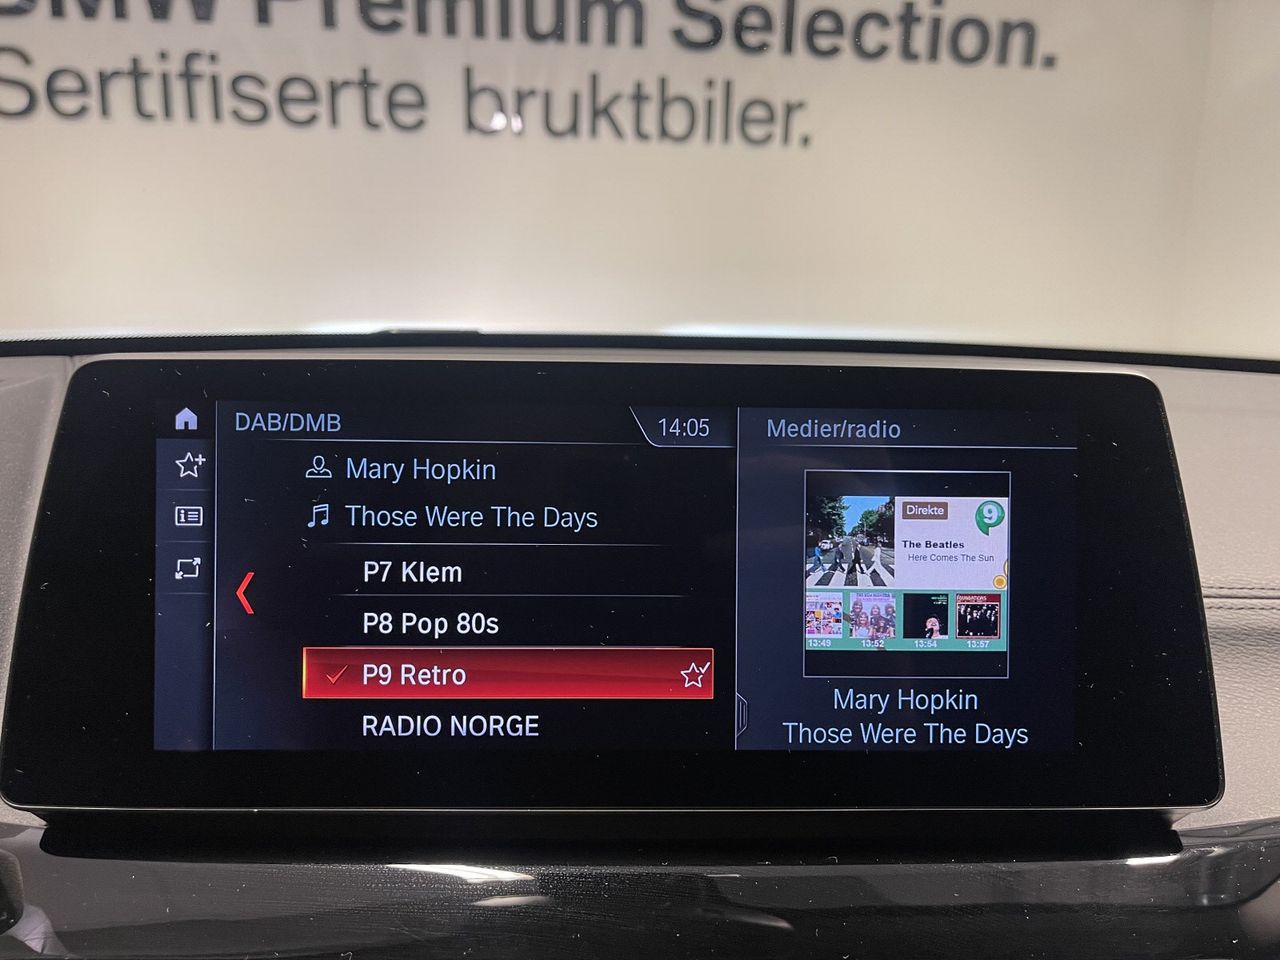 BMW Premium Selection.
Sertifiserte bruktbiler.
DAB/DMB
14:05
Mary Hopkin
Those Were The Days
P7 Klem
P8 Pop 80s
P9 Retro
RADIO NORGE
Medier/radio
Direkte
9
The Beatles
Here Comes The Sun
13:49 13:52 13:54 13:57
Mary Hopkin
Those Were The Days